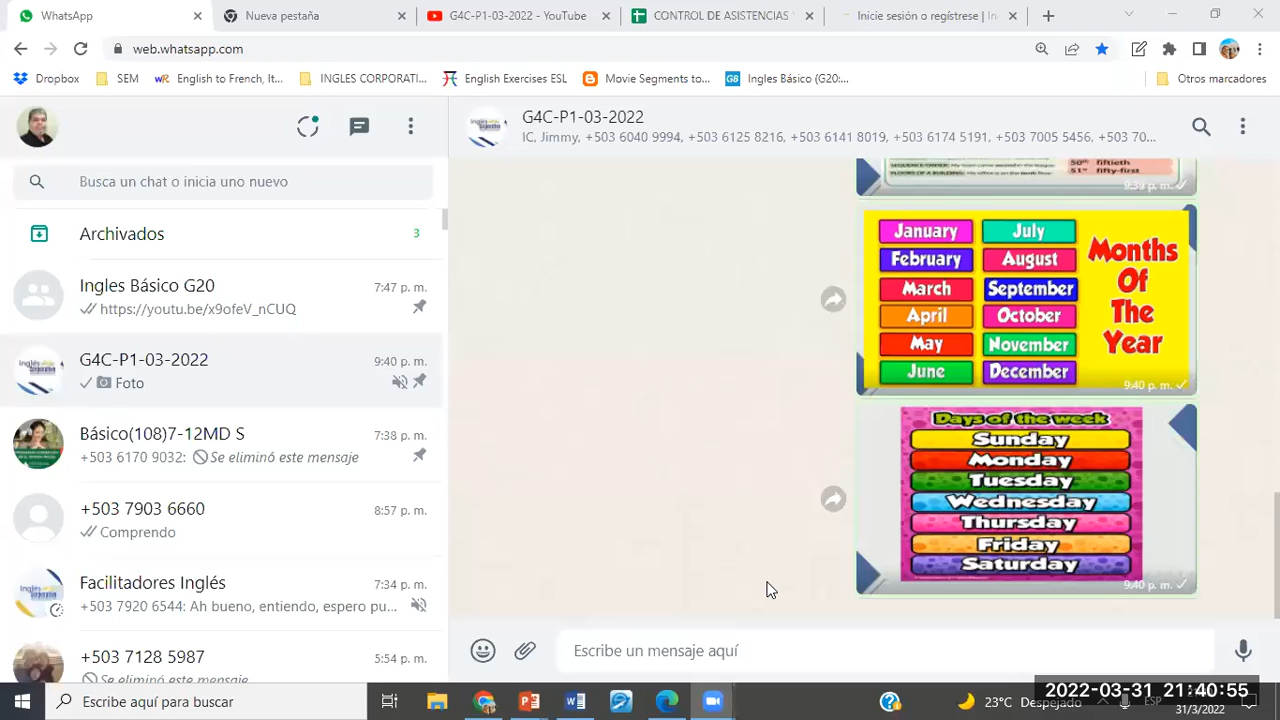 WhatsApp
Nueva pestaña
G4C-P1-03-2022 - YouTube
CONTROL DE ASISTENCIAS
Inicie sesión o regístrese | In
web.whatsapp.com
Dropbox
SEM
English to French, It...
INGLES CORPORATI...
English Exercises ESL
Movie Segments to...
Ingles Básico (G20:...
Otros marcadores
G4C-P1-03-2022
IC, Jimmy, +503 6040 9994, +503 6125 8216, +503 6141 8019, +503 6174 5191, +503 7005 5456, +503 70...
Busca un chat o inicia uno nuevo
Archivados
3
Ingles Básico G20
7:47 p. m.
https://youtu.be/x9ofeV_nCUQ
G4C-P1-03-2022
9:40 p. m.
Foto
Básico(108)7-12MD S
7:38 p. m.
+503 6170 9032: Se eliminó este mensaje
+503 7903 6660
8:57 p. m.
Comprendo
Facilitadores Inglés
7:34 p. m.
+503 7920 6544: Ah bueno, entiendo, espero pu...
+503 7128 5987
5:54 p. m.
Se eliminó este mensaje
50th fiftieth
51st fifty-first
9:39 p. m.
January
July
February
August
March
September
April
October
May
November
June
December
Months
Of
The
Year
9:40 p. m.
Days of the week
Sunday
Monday
Tuesday
Wednesday
Thursday
Friday
Saturday
9:40 p. m.
Escribe un mensaje aquí
Escribe aquí para buscar
23°C Despejado
ESP
2022-03-31 21:40:55
31/3/2022